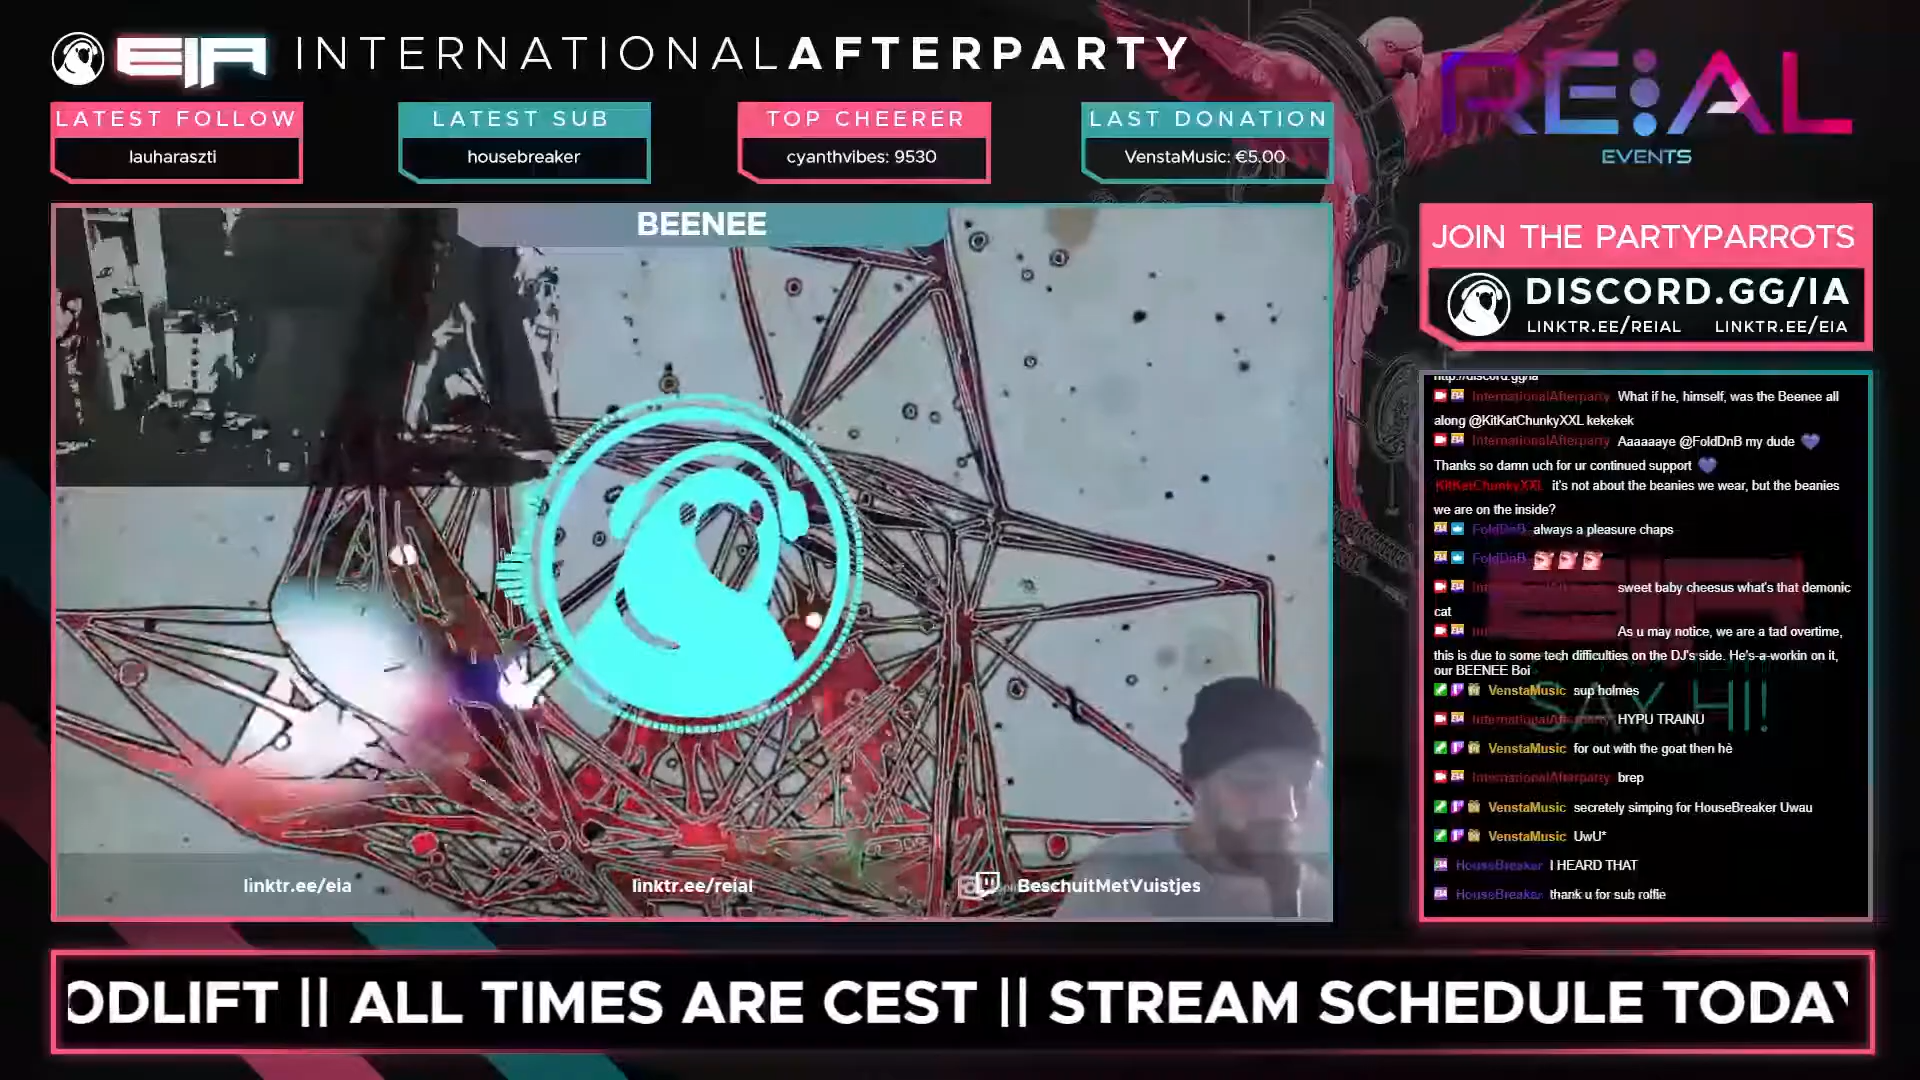 EIA INTERNATIONALAFTERPARTY
RE:AL
EVENTS
LATEST FOLLOW
lauharaszti
LATEST SUB
housebreaker
TOP CHEERER
cyanthvibes: 9530
LAST DONATION
VenstaMusic: €5.00
BEENEE
linktr.ee/eia
linktr.ee/reial
BeschuitMetVuistjes
JOIN THE PARTYPARROTS
DISCORD.GG/IA
LINKTR.EE/REIAL LINKTR.EE/EIA
http://discord.gg/ia
InternationalAfterparty What if he, himself, was the Beenee all
along @KitKatChunkyXXL kekekek
InternationalAfterparty Aaaaaaye @FoldDnB my dude
Thanks so damn uch for ur continued support
KitKatChunkyXXL it's not about the beanies we wear, but the beanies
we are on the inside?
FoldDnB always a pleasure chaps
FoldDnB
sweet baby cheesus what's that demonic
cat
As u may notice, we are a tad overtime,
this is due to some tech difficulties on the DJ's side. He's-a-workin on it,
our BEENEE Boi
VenstaMusic sup holmes
InternationalAfterparty HYPU TRAINU
VenstaMusic for out with the goat then hè
InternationalAfterparty brep
VenstaMusic secretely simping for HouseBreaker Uwau
VenstaMusic UwU*
HouseBreaker I HEARD THAT
HouseBreaker thank u for sub rolfie
SAY HI!
ODLIFT || ALL TIMES ARE CEST || STREAM SCHEDULE TODAY